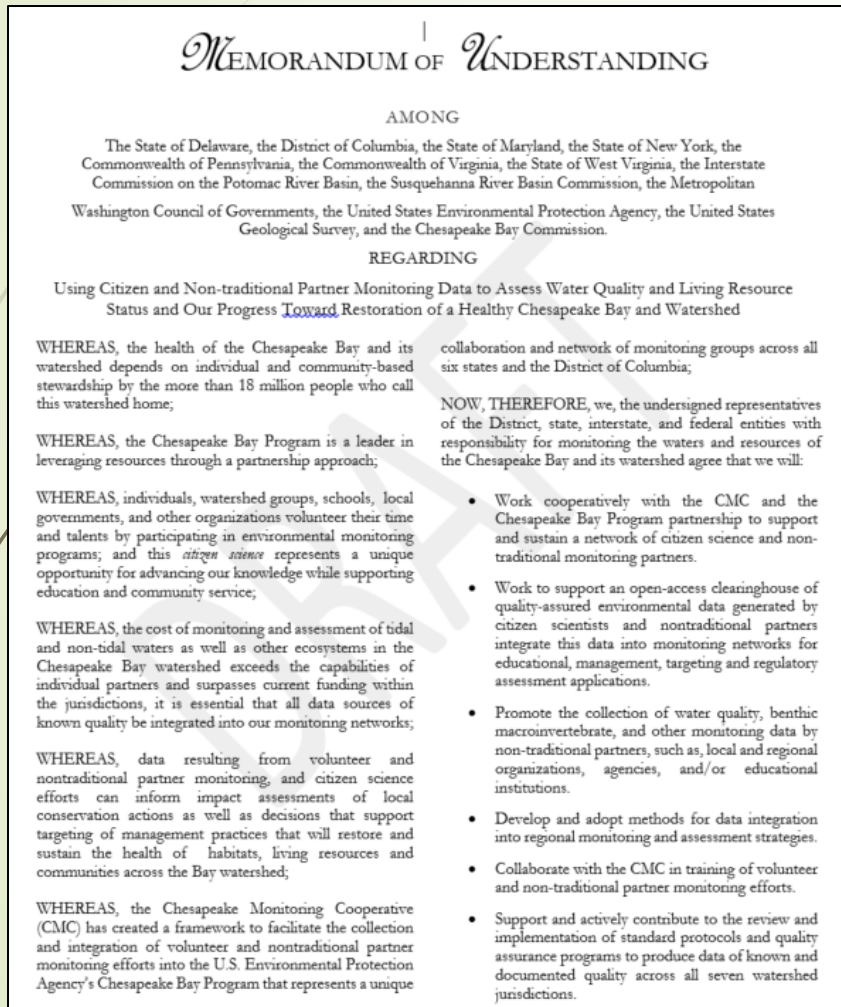 MEMORANDUM OF UNDERSTANDING
AMONG
The State of Delaware, the District of Columbia, the State of Maryland, the State of New York, the
Commonwealth of Pennsylvania, the Commonwealth of Virginia, the State of West Virginia, the Interstate
Commission on the Potomac River Basin, the Susquehanna River Basin Commission, the Metropolitan
Washington Council of Governments, the United States Environmental Protection Agency, the United States
Geological Survey, and the Chesapeake Bay Commission.
REGARDING
Using Citizen and Non-traditional Partner Monitoring Data to Assess Water Quality and Living Resource
Status and Our Progress Toward Restoration of a Healthy Chesapeake Bay and Watershed
WHEREAS, the health of the Chesapeake Bay and its
watershed depends on individual and community-based
stewardship by the more than 18 million people who call
this watershed home;
WHEREAS, the Chesapeake Bay Program is a leader in
leveraging resources through a partnership approach;
WHEREAS, individuals, watershed groups, schools, local
governments, and other organizations volunteer their time
and talents by participating in environmental monitoring
programs; and this citizen science represents a unique
opportunity for advancing our knowledge while supporting
education and community service;
WHEREAS, the cost of monitoring and assessment of tidal
and non-tidal waters as well as other ecosystems in the
Chesapeake Bay watershed exceeds the capabilities of
individual partners and surpasses current funding within
the jurisdictions, it is essential that all data sources of
known quality be integrated into our monitoring networks;
WHEREAS, data resulting from volunteer and
nontraditional partner monitoring, and citizen science
efforts can inform impact assessments of local
conservation actions as well as decisions that support
targeting of management practices that will restore and
sustain the health of habitats, living resources and
communities across the Bay watershed;
WHEREAS, the Chesapeake Monitoring Cooperative
(CMC) has created a framework to facilitate the collection
and integration of volunteer and nontraditional partner
monitoring efforts into the U.S. Environmental Protection
Agency's Chesapeake Bay Program that represents a unique
collaboration and network of monitoring groups across all
six states and the District of Columbia;
NOW, THEREFORE, we, the undersigned representatives
of the District, state, interstate, and federal entities with
responsibility for monitoring the waters and resources of
the Chesapeake Bay and its watershed agree that we will:
• Work cooperatively with the CMC and the
Chesapeake Bay Program partnership to support
and sustain a network of citizen science and non-
traditional monitoring partners.
• Work to support an open-access clearinghouse of
quality-assured environmental data generated by
citizen scientists and nontraditional partners
integrate this data into monitoring networks for
educational, management, targeting and regulatory
assessment applications.
• Promote the collection of water quality, benthic
macroinvertebrate, and other monitoring data by
non-traditional partners, such as, local and regional
organizations, agencies, and/or educational
institutions.
• Develop and adopt methods for data integration
into regional monitoring and assessment strategies.
• Collaborate with the CMC in training of volunteer
and non-traditional partner monitoring efforts.
• Support and actively contribute to the review and
implementation of standard protocols and quality
assurance programs to produce data of known and
documented quality across all seven watershed
jurisdictions.
DRAFT